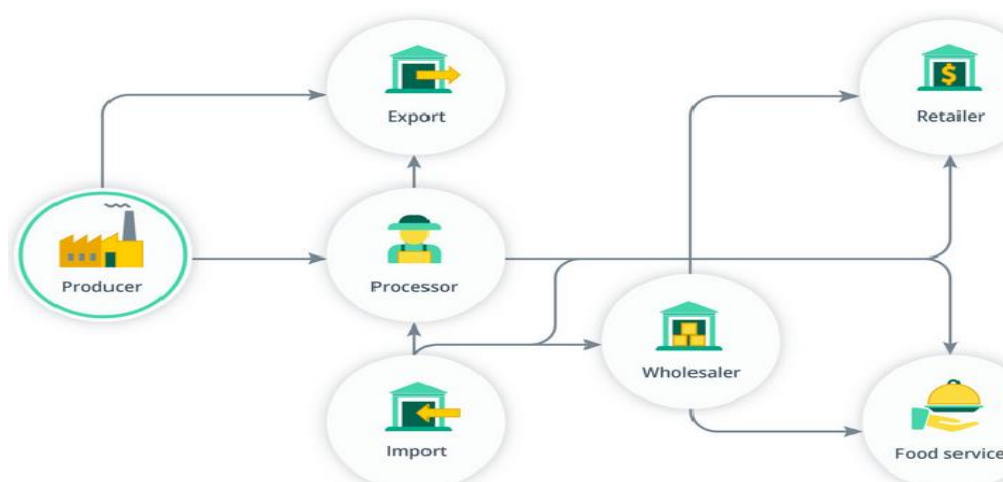 Export
Retailer
Producer
Processor
Wholesaler
Import
Food service
$